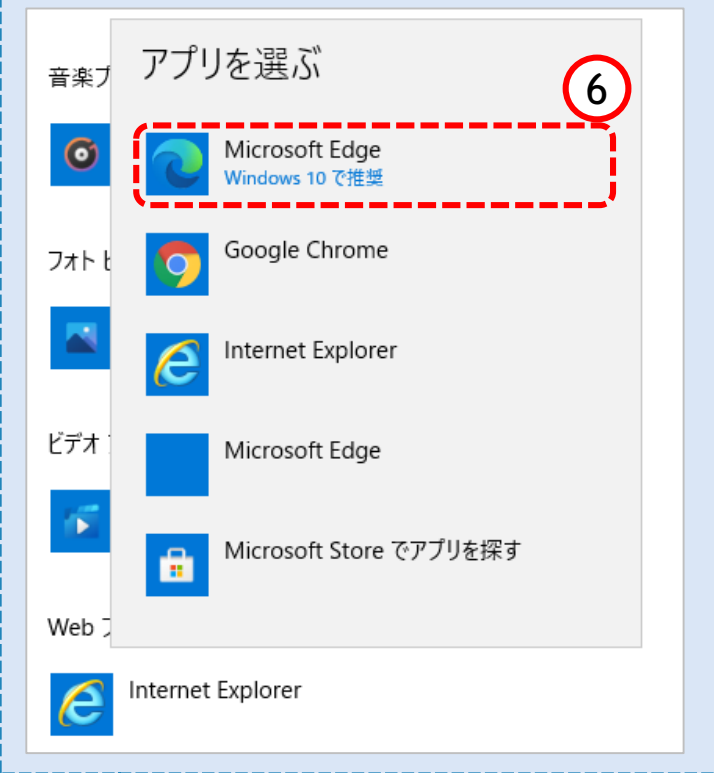 アプリを選ぶ
6
音楽プ
Microsoft Edge
Windows 10 で推奨
フォト ビ
Google Chrome
Internet Explorer
ビデオ
Microsoft Edge
Microsoft Store でアプリを探す
Web ブ
Internet Explorer